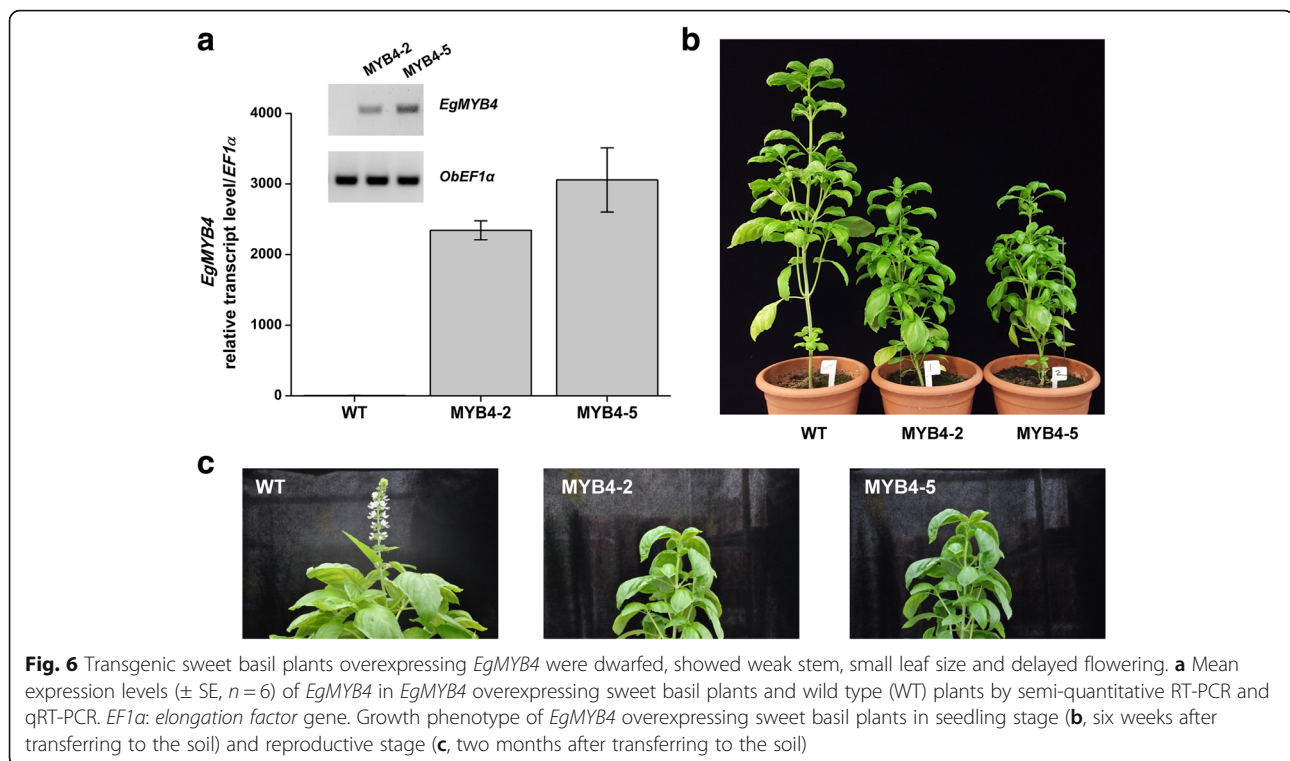 a
MYB4-2
MYB4-5
EgMYB4
ObEF1α
EgMYB4
relative transcript level/EF1α
4000
3000
2000
1000
0
WT
MYB4-2
MYB4-5
b
1
2
WT
MYB4-2
MYB4-5
c
WT
MYB4-2
MYB4-5
Fig. 6 Transgenic sweet basil plants overexpressing EgMYB4 were dwarfed, showed weak stem, small leaf size and delayed flowering. a Mean
expression levels (± SE, n = 6) of EgMYB4 in EgMYB4 overexpressing sweet basil plants and wild type (WT) plants by semi-quantitative RT-PCR and
qRT-PCR. EF1α: elongation factor gene. Growth phenotype of EgMYB4 overexpressing sweet basil plants in seedling stage (b, six weeks after
transferring to the soil) and reproductive stage (c, two months after transferring to the soil)